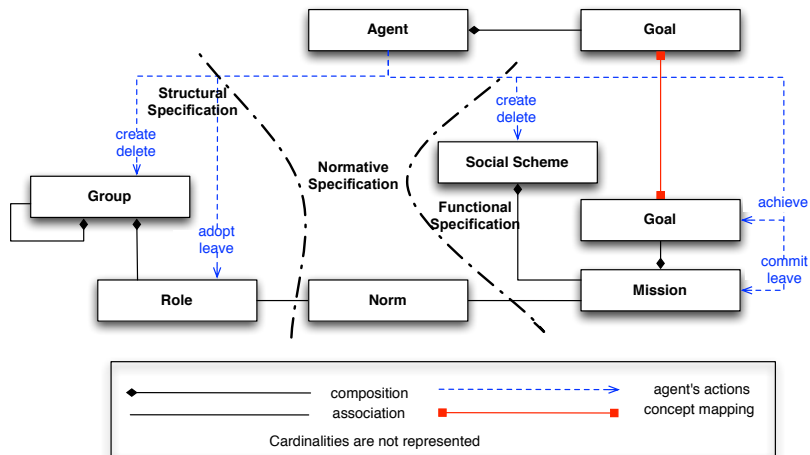 Agent
Goal
Structural
Specification
create
delete
create
delete
Normative
Specification
Social Scheme
Group
Functional
Specification
Goal
achieve
adopt
leave
commit
leave
Role
Norm
Mission
composition
agent's actions
association
concept mapping
Cardinalities are not represented